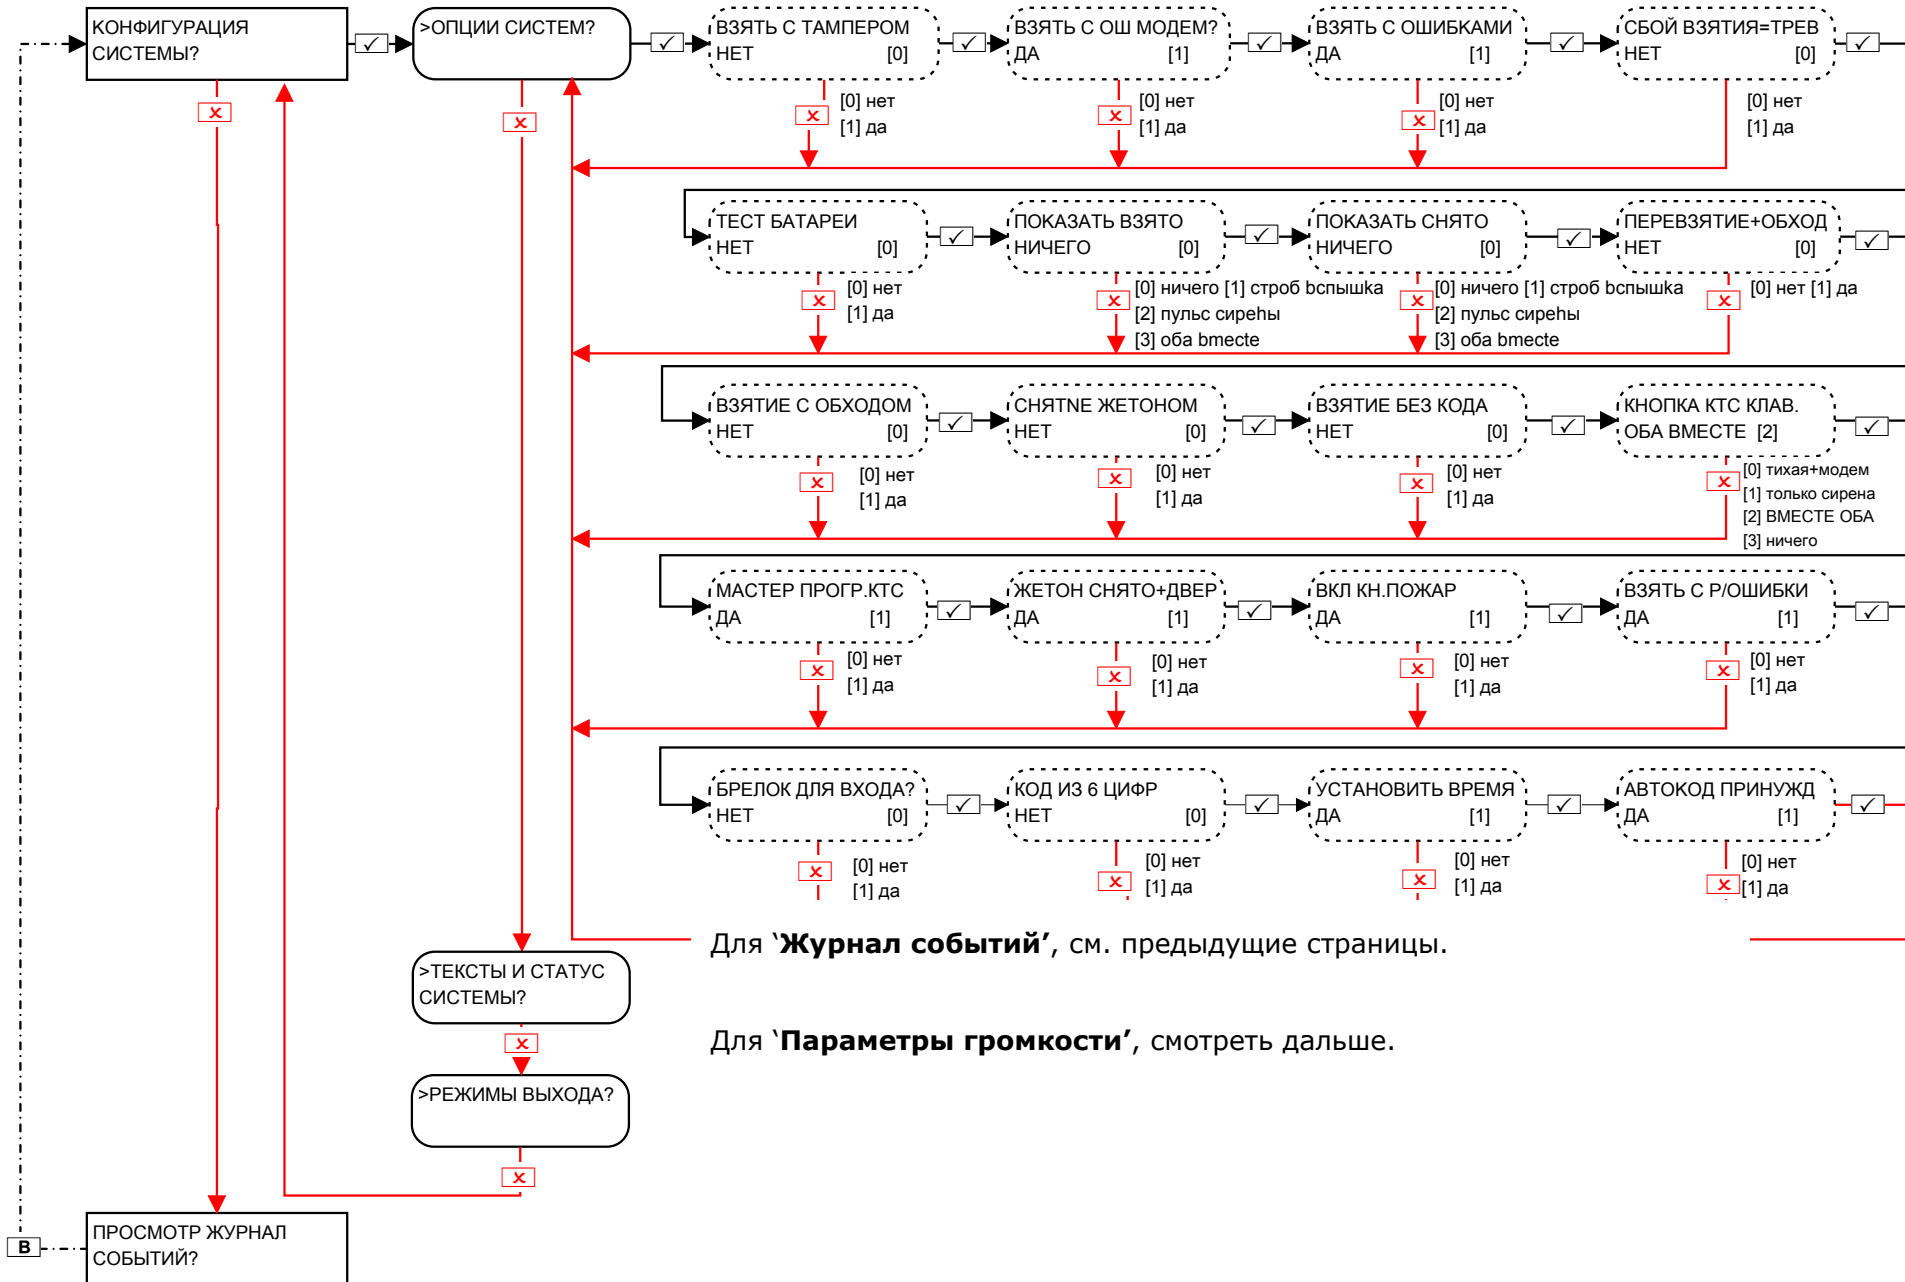 КОНФИГУРАЦИЯ
СИСТЕМЫ?
>ОПЦИИ СИСТЕМ?
ВЗЯТЬ С ТАМПЕРОМ
НЕТ [0]
[0] нет
[1] да
ВЗЯТЬ С ОШ МОДЕМ?
ДА [1]
[0] нет
[1] да
ВЗЯТЬ С ОШИБКАМИ
ДА [1]
[0] нет
[1] да
СБОЙ ВЗЯТИЯ=ТРЕВ
НЕТ [0]
[0] нет
[1] да
ТЕСТ БАТАРЕИ
НЕТ [0]
[0] нет
[1] да
ПОКАЗАТЬ ВЗЯТО
НИЧЕГО [0]
[0] ничего [1] строб bспышka
[2] пульс сиреhы
[3] оба bmecte
ПОКАЗАТЬ СНЯТО
НИЧЕГО [0]
[0] ничего [1] строб bспышka
[2] пульс сиреhы
[3] оба bmecte
ПЕРЕВЗЯТИЕ+ОБХОД
НЕТ [0]
[0] нет [1] да
ВЗЯТИЕ С ОБХОДОМ
НЕТ [0]
[0] нет
[1] да
СНЯТNE ЖЕТОНОМ
НЕТ [0]
[0] нет
[1] да
ВЗЯТИЕ БЕЗ КОДА
НЕТ [0]
[0] нет
[1] да
КНОПКА КТС КЛАВ.
ОБА ВМЕСТЕ [2]
[0] тихая+модем
[1] только сирена
[2] ВМЕСТЕ ОБА
[3] ничего
МАСТЕР ПРОГР.КТС
ДА [1]
[0] нет
[1] да
ЖЕТОН СНЯТО+ДВЕР
ДА [1]
[0] нет
[1] да
ВКЛ КН.ПОЖАР
ДА [1]
[0] нет
[1] да
ВЗЯТЬ С Р/ОШИБКИ
ДА [1]
[0] нет
[1] да
БРЕЛОК ДЛЯ ВХОДА?
НЕТ [0]
[0] нет
[1] да
КОД ИЗ 6 ЦИФР
НЕТ [0]
[0] нет
[1] да
УСТАНОВИТЬ ВРЕМЯ
ДА [1]
[0] нет
[1] да
АВТОКОД ПРИНУЖД
ДА [1]
[0] нет
[1] да
Для ‘Журнал событий’, см. предыдущие страницы.
>ТЕКСТЫ И СТАТУС
СИСТЕМЫ?
Для ‘Параметры громкости’, смотреть дальше.
>РЕЖИМЫ ВЫХОДА?
B
ПРОСМОТР ЖУРНАЛ
СОБЫТИЙ?